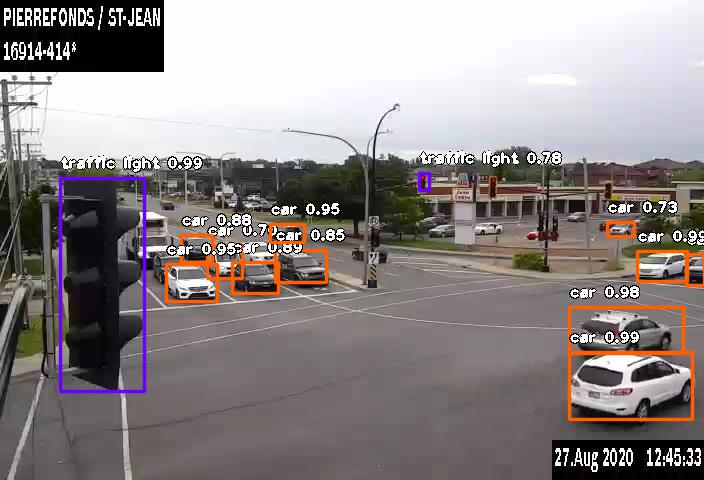 PIERREFONDS / ST-JEAN
16914-414*
traffic light 0.99
traffic light 0.78
car 0.95
car 0.88
car 0.73
car 0.85
car 0.99
car 0.95
car 0.89
car 0.98
car 0.99
27.Aug 2020 12:45:33